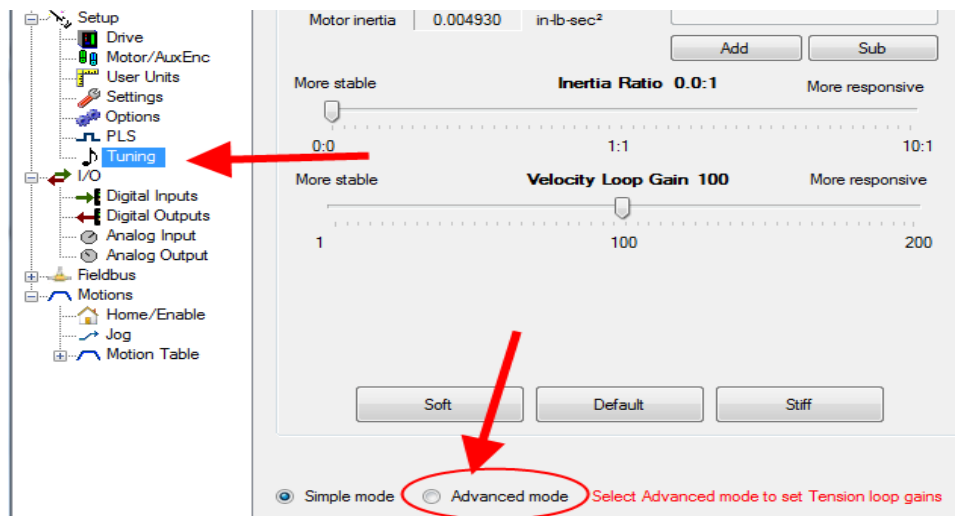 Setup
Drive
Motor/AuxEnc
User Units
Settings
Options
PLS
Tuning
I/O
Digital Inputs
Digital Outputs
Analog Input
Analog Output
Fieldbus
Motions
Home/Enable
Jog
Motion Table
Motor inertia 0.004930 in-lb-sec²
Add Sub
More stable Inertia Ratio 0.0:1 More responsive
0:0 1:1 10:1
More stable Velocity Loop Gain 100 More responsive
1 100 200
Soft Default Stiff
Simple mode Advanced mode Select Advanced mode to set Tension loop gains